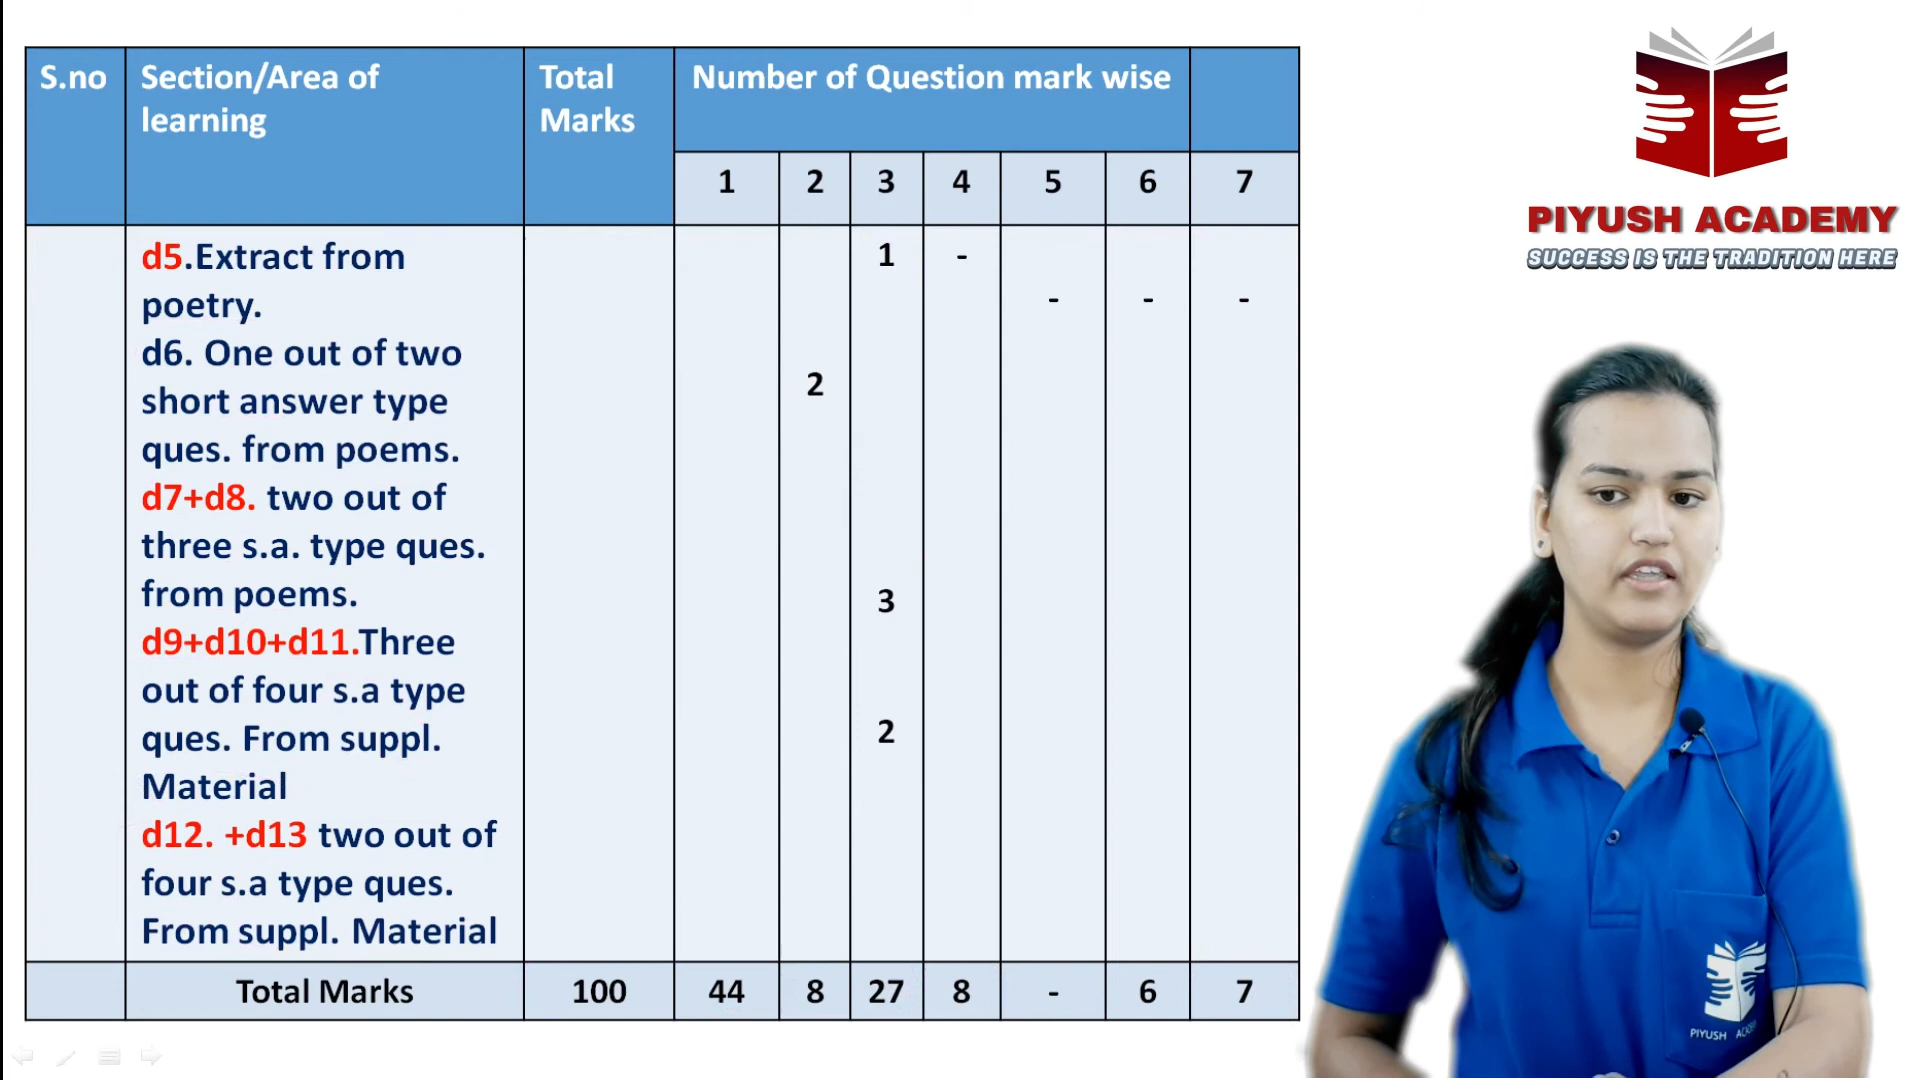 S.no Section/Area of learning Total Marks Number of Question mark wise
1 2 3 4 5 6 7
d5.Extract from 1 -
poetry. - - -
d6. One out of two
short answer type 2
ques. from poems.
d7+d8. two out of
three s.a. type ques.
from poems. 3
d9+d10+d11.Three
out of four s.a type
ques. From suppl. 2
Material
d12. +d13 two out of
four s.a type ques.
From suppl. Material
Total Marks 100 44 8 27 8 - 6 7
PIYUSH ACADEMY
SUCCESS IS THE TRADITION HERE
PIYUSH